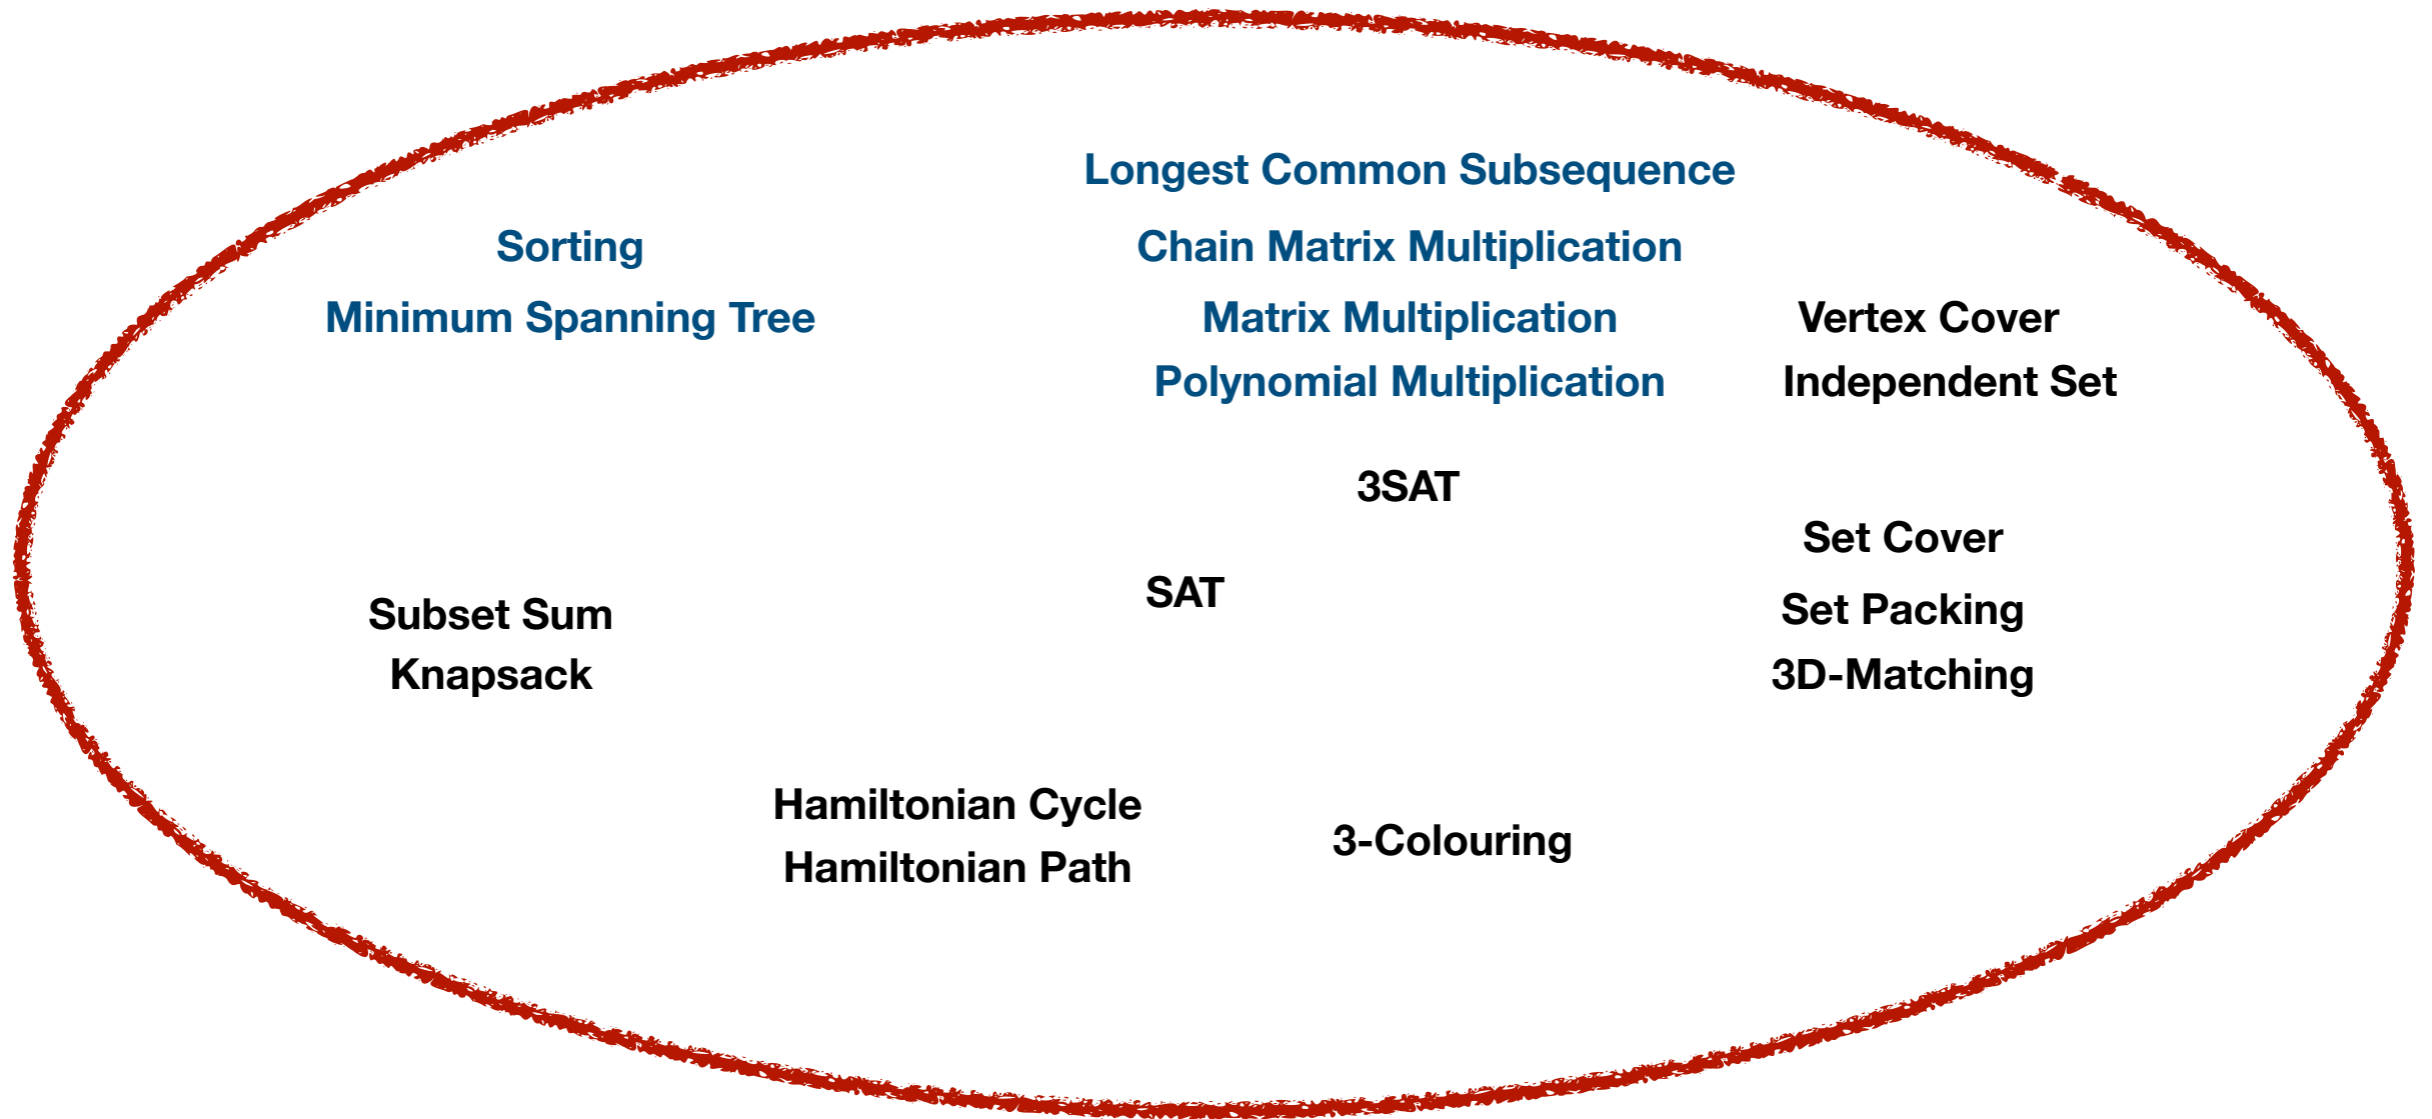 Longest Common Subsequence
Sorting
Chain Matrix Multiplication
Minimum Spanning Tree
Matrix Multiplication
Vertex Cover
Polynomial Multiplication
Independent Set
3SAT
Set Cover
SAT
Subset Sum
Set Packing
Knapsack
3D-Matching
Hamiltonian Cycle
3-Colouring
Hamiltonian Path